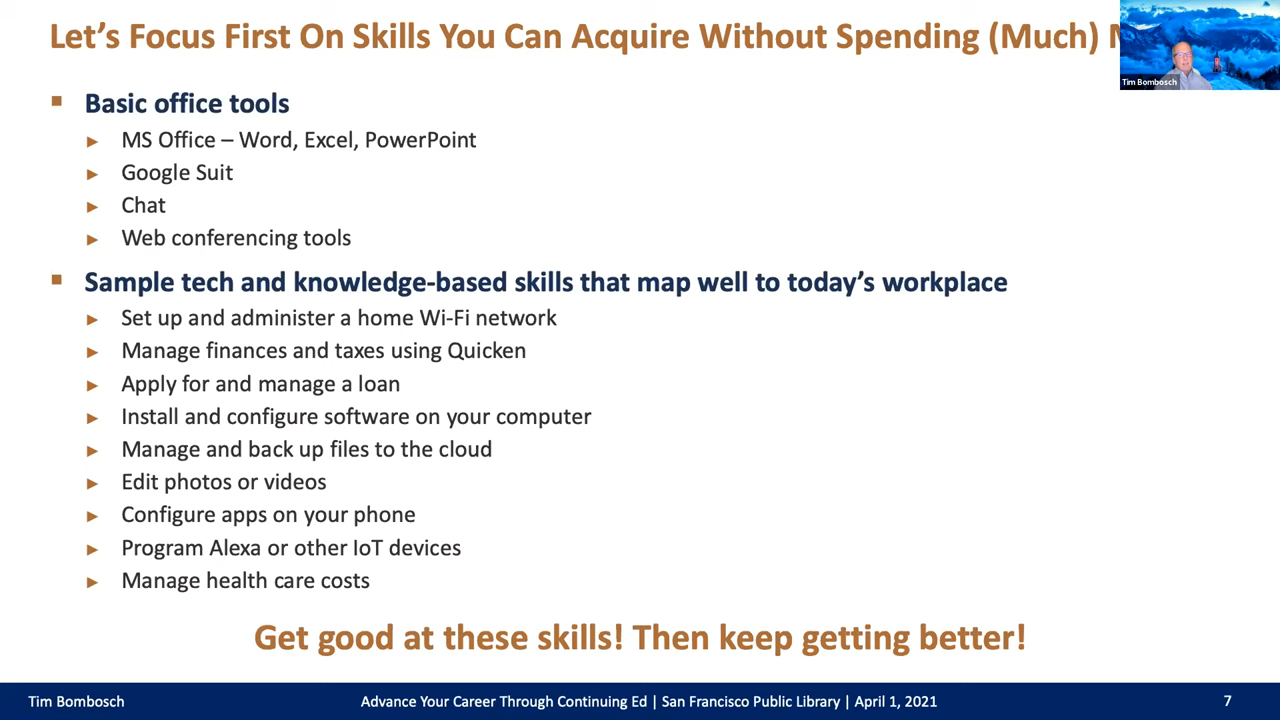 Let's Focus First On Skills You Can Acquire Without Spending (Much)
Tim Bombosch
▪ Basic office tools
► MS Office – Word, Excel, PowerPoint
► Google Suit
► Chat
► Web conferencing tools
▪ Sample tech and knowledge-based skills that map well to today's workplace
► Set up and administer a home Wi-Fi network
► Manage finances and taxes using Quicken
► Apply for and manage a loan
► Install and configure software on your computer
► Manage and back up files to the cloud
► Edit photos or videos
► Configure apps on your phone
► Program Alexa or other IoT devices
► Manage health care costs
Get good at these skills! Then keep getting better!
Tim Bombosch Advance Your Career Through Continuing Ed | San Francisco Public Library | April 1, 2021 7